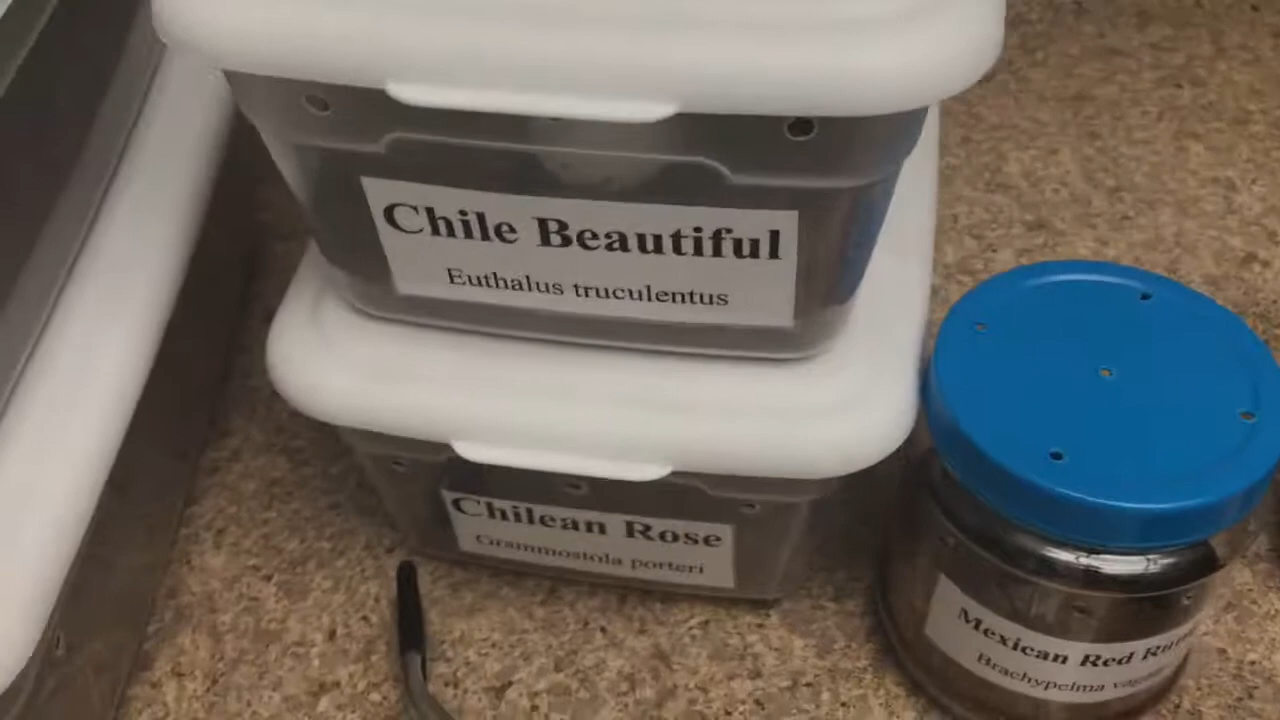 Chile Beautiful
Euthalus truculentus
Chilean Rose
Grammostola porteri
Mexican Red
Brachypelma